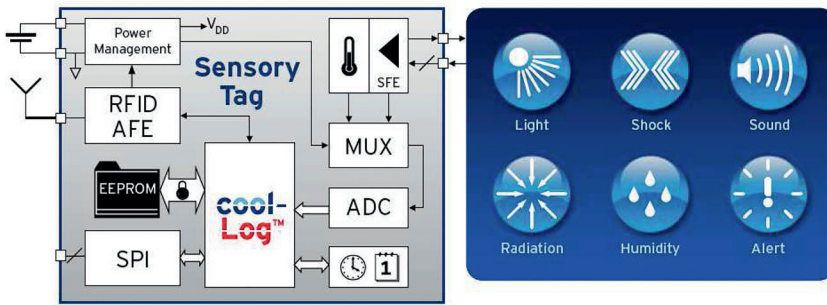 Power
Management
VDD
Sensory
Tag
SFE
RFID
AFE
MUX
EEPROM
cool-
Log™
ADC
SPI
1
Light
Shock
Sound
Radiation
Humidity
Alert